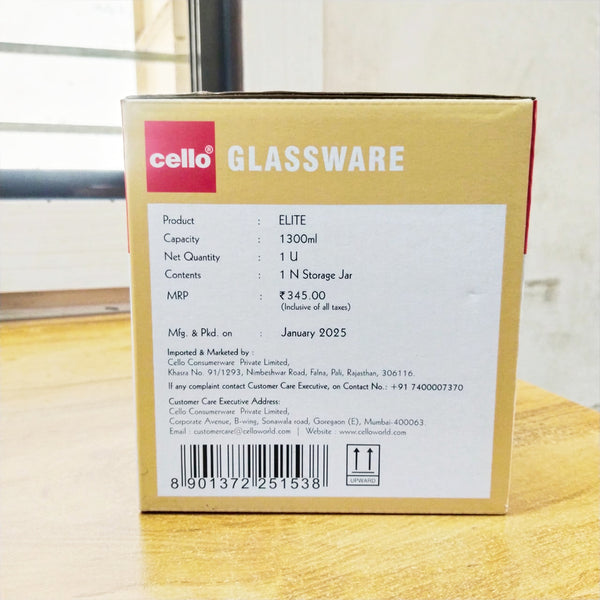 cello® GLASSWARE
Product : ELITE
Capacity : 1300ml
Net Quantity : 1 U
Contents : 1 N Storage Jar
MRP : ₹ 345.00
(Inclusive of all taxes)
Mfg. & Pkd. on : January 2025
Imported & Marketed by :
Cello Consumerware Private Limited,
Khasra No. 91/1293, Nimbeshwar Road, Falna, Pali, Rajasthan, 306116.
If any complaint contact Customer Care Executive, on Contact No.: +91 7400007370
Customer Care Executive Address:
Cello Consumerware Private Limited,
Corporate Avenue, B-wing, Sonawala road, Goregaon (E), Mumbai-400063.
Email : customercare@celloworld.com | Website : www.celloworld.com
8 901372 251538
UPWARD